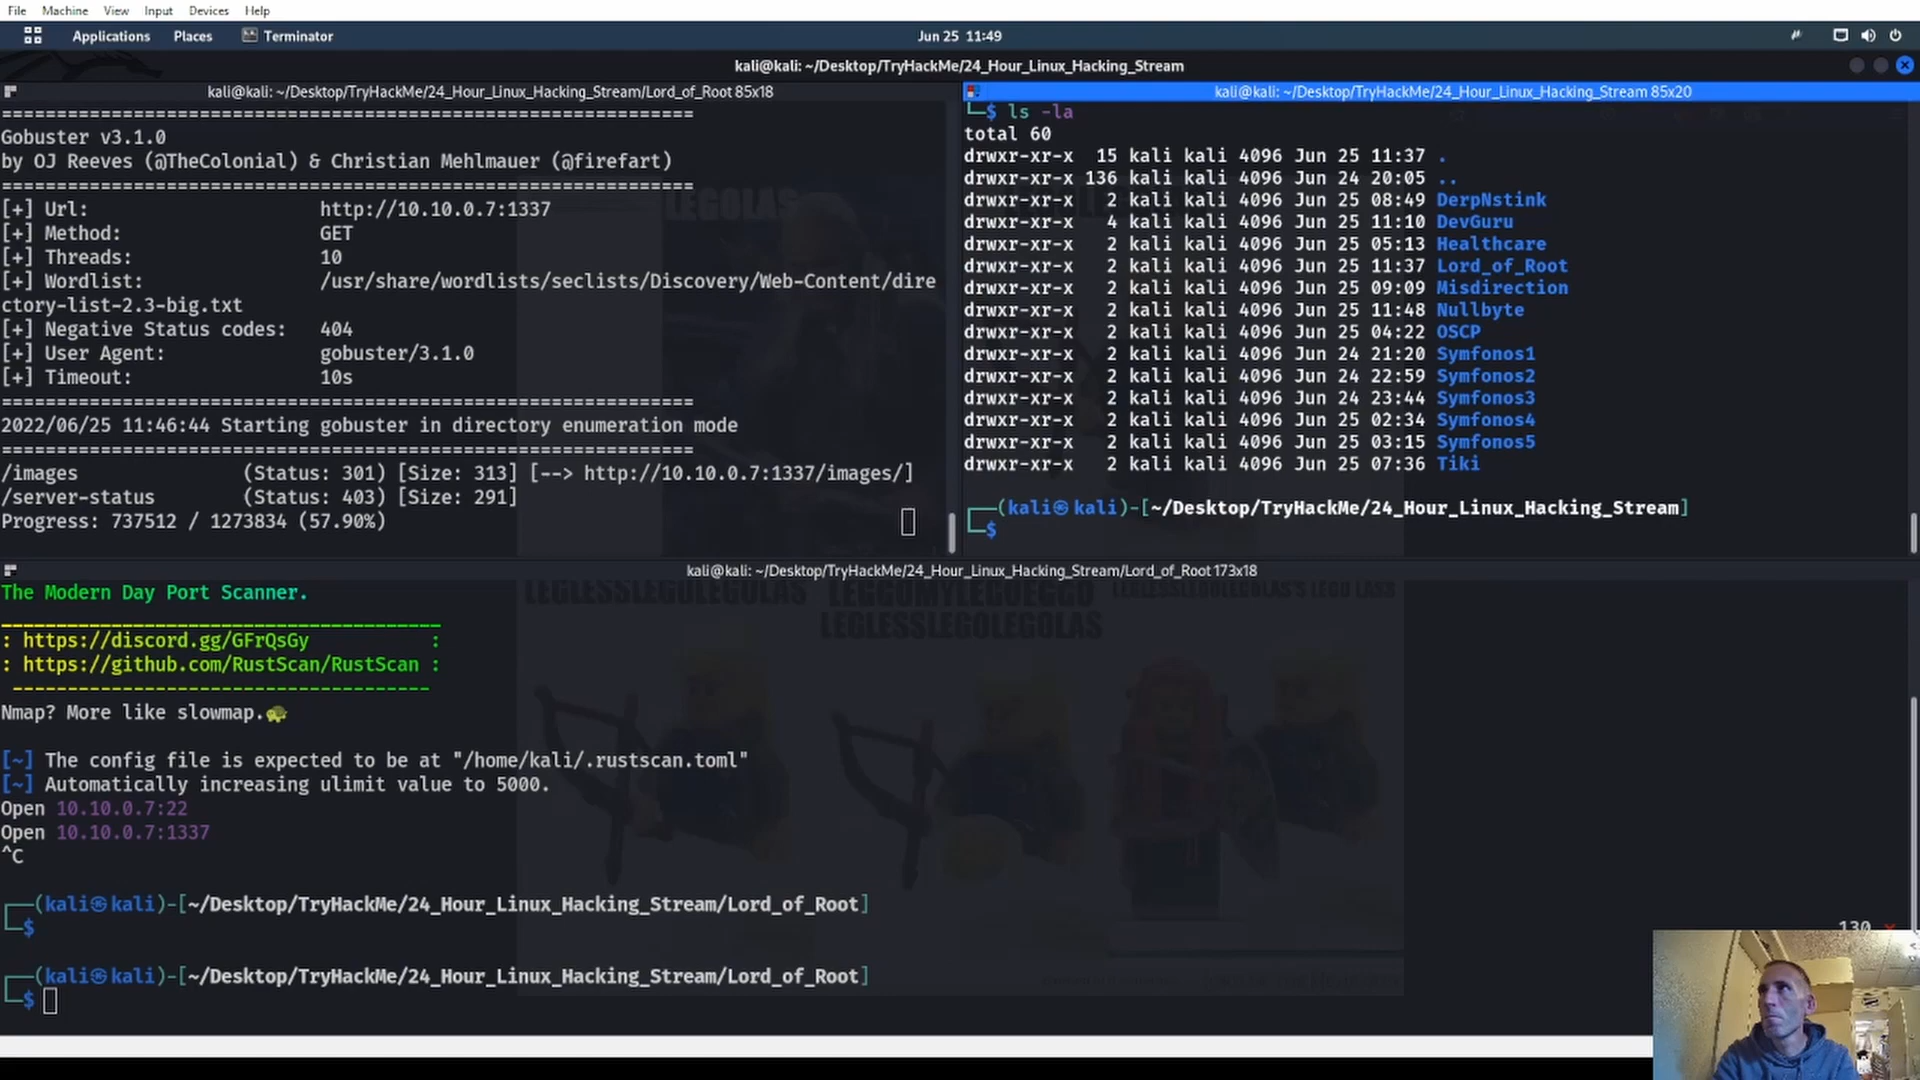 File Machine View Input Devices Help
Applications Places Terminator Jun 25 11:49
kali@kali: ~/Desktop/TryHackMe/24_Hour_Linux_Hacking_Stream
kali@kali: ~/Desktop/TryHackMe/24_Hour_Linux_Hacking_Stream/Lord_of_Root 85x18
===============================================================
Gobuster v3.1.0
by OJ Reeves (@TheColonial) & Christian Mehlmauer (@firefart)
===============================================================
[+] Url:                     http://10.10.0.7:1337
[+] Method:                  GET
[+] Threads:                 10
[+] Wordlist:                /usr/share/wordlists/seclists/Discovery/Web-Content/dire
ctory-list-2.3-big.txt
[+] Negative Status codes:   404
[+] User Agent:              gobuster/3.1.0
[+] Timeout:                 10s
===============================================================
2022/06/25 11:46:44 Starting gobuster in directory enumeration mode
===============================================================
/images               (Status: 301) [Size: 313] [--> http://10.10.0.7:1337/images/]
/server-status        (Status: 403) [Size: 291]
Progress: 737512 / 1273834 (57.90%)
kali@kali: ~/Desktop/TryHackMe/24_Hour_Linux_Hacking_Stream 85x20
└─$ ls -la
total 60
drwxr-xr-x  15 kali kali 4096 Jun 25 11:37 .
drwxr-xr-x 136 kali kali 4096 Jun 24 20:05 ..
drwxr-xr-x   2 kali kali 4096 Jun 25 08:49 DerpNstink
drwxr-xr-x   4 kali kali 4096 Jun 25 11:10 DevGuru
drwxr-xr-x   2 kali kali 4096 Jun 25 05:13 Healthcare
drwxr-xr-x   2 kali kali 4096 Jun 25 11:37 Lord_of_Root
drwxr-xr-x   2 kali kali 4096 Jun 25 09:09 Misdirection
drwxr-xr-x   2 kali kali 4096 Jun 25 11:48 Nullbyte
drwxr-xr-x   2 kali kali 4096 Jun 25 04:22 OSCP
drwxr-xr-x   2 kali kali 4096 Jun 24 21:20 Symfonos1
drwxr-xr-x   2 kali kali 4096 Jun 24 22:59 Symfonos2
drwxr-xr-x   2 kali kali 4096 Jun 24 23:44 Symfonos3
drwxr-xr-x   2 kali kali 4096 Jun 25 02:34 Symfonos4
drwxr-xr-x   2 kali kali 4096 Jun 25 03:15 Symfonos5
drwxr-xr-x   2 kali kali 4096 Jun 25 07:36 Tiki
┌──(kali㉿kali)-[~/Desktop/TryHackMe/24_Hour_Linux_Hacking_Stream]
└─$
kali@kali: ~/Desktop/TryHackMe/24_Hour_Linux_Hacking_Stream/Lord_of_Root 173x18
The Modern Day Port Scanner.
________________________________________
: https://discord.gg/GFrQsGy           :
: https://github.com/RustScan/RustScan :
 --------------------------------------
Nmap? More like slowmap.🐢
[~] The config file is expected to be at "/home/kali/.rustscan.toml"
[~] Automatically increasing ulimit value to 5000.
Open 10.10.0.7:22
Open 10.10.0.7:1337
^C
┌──(kali㉿kali)-[~/Desktop/TryHackMe/24_Hour_Linux_Hacking_Stream/Lord_of_Root]
└─$
130
┌──(kali㉿kali)-[~/Desktop/TryHackMe/24_Hour_Linux_Hacking_Stream/Lord_of_Root]
└─$
LEGOLAS
LEGLESSLEGOLEGOLAS
LEGGOMYLEGOEGGO
LEGLESSLEGOLEGOLAS
LEGLESSLEGOLEGOLAS'S LEGO LASS